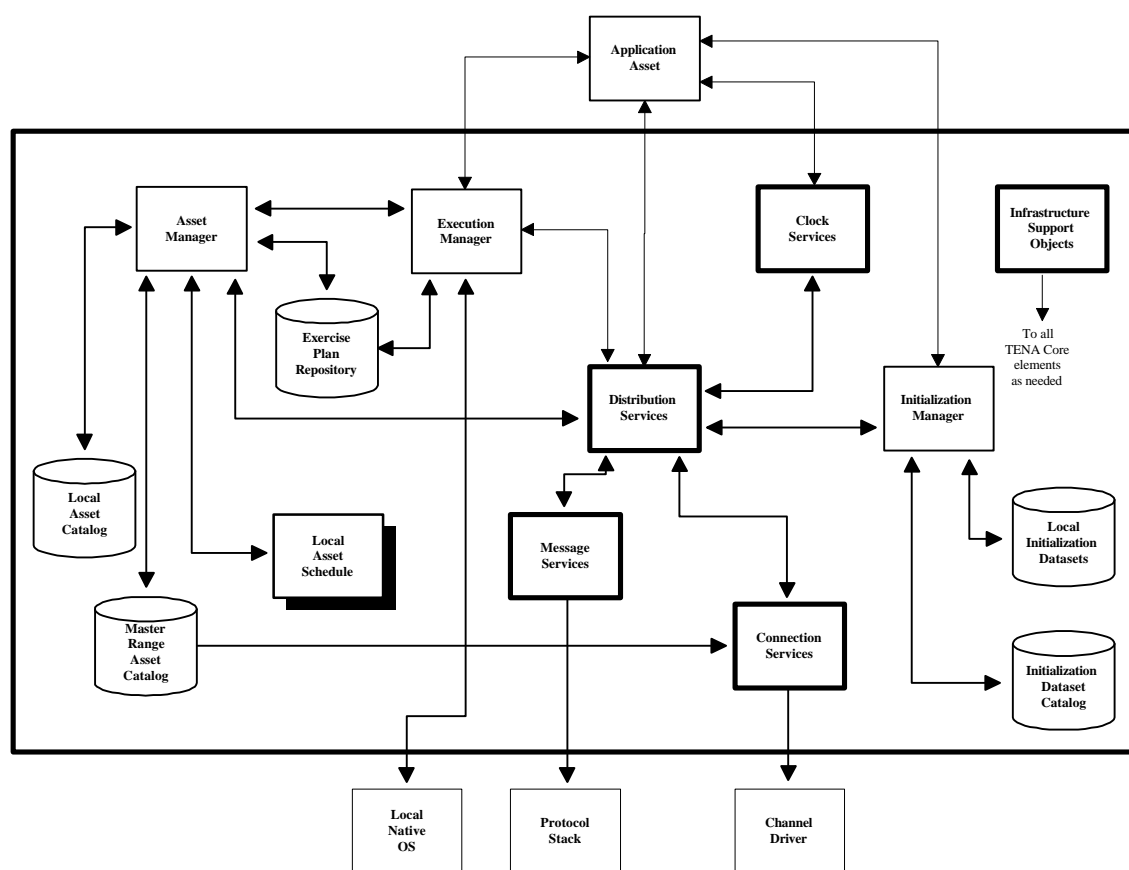 Application
Asset
Asset
Manager
Execution
Manager
Clock
Services
Infrastructure
Support
Objects
Exercise
Plan
Repository
To all
TENA Core
elements
as needed
Distribution
Services
Initialization
Manager
Local
Asset
Catalog
Local
Asset
Schedule
Message
Services
Local
Initialization
Datasets
Master
Range
Asset
Catalog
Connection
Services
Initialization
Dataset
Catalog
Local
Native
OS
Protocol
Stack
Channel
Driver